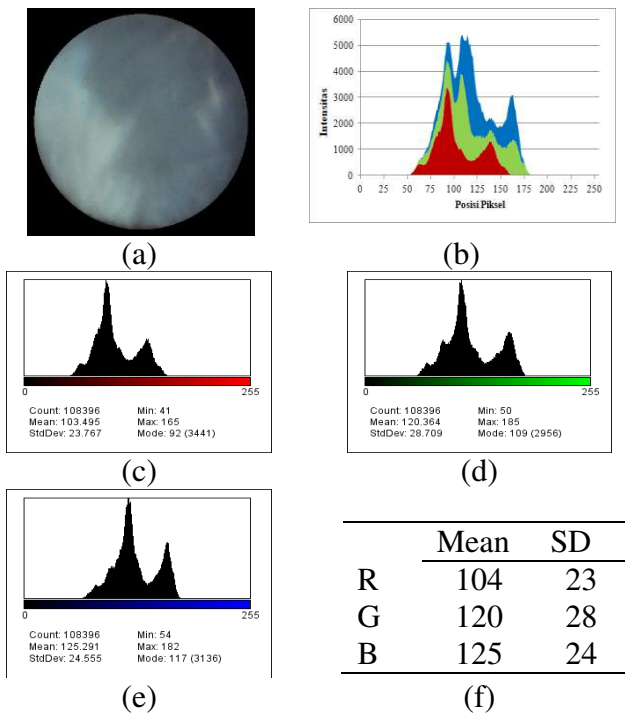 6000
5000
4000
3000
2000
1000
0
Intensitas
0 25 50 75 100 125 150 175 200 225 250
Posisi Piksel
(a) (b)
0 255
Count: 108396 Min: 41
Mean: 103.495 Max: 165
StdDev: 23.767 Mode: 92 (3441)
(c)
0 255
Count: 108396 Min: 50
Mean: 120.364 Max: 185
StdDev: 28.709 Mode: 109 (2956)
(d)
0 255
Count: 108396 Min: 54
Mean: 125.291 Max: 182
StdDev: 24.555 Mode: 117 (3136)
(e)
Mean SD
R 104 23
G 120 28
B 125 24
(f)